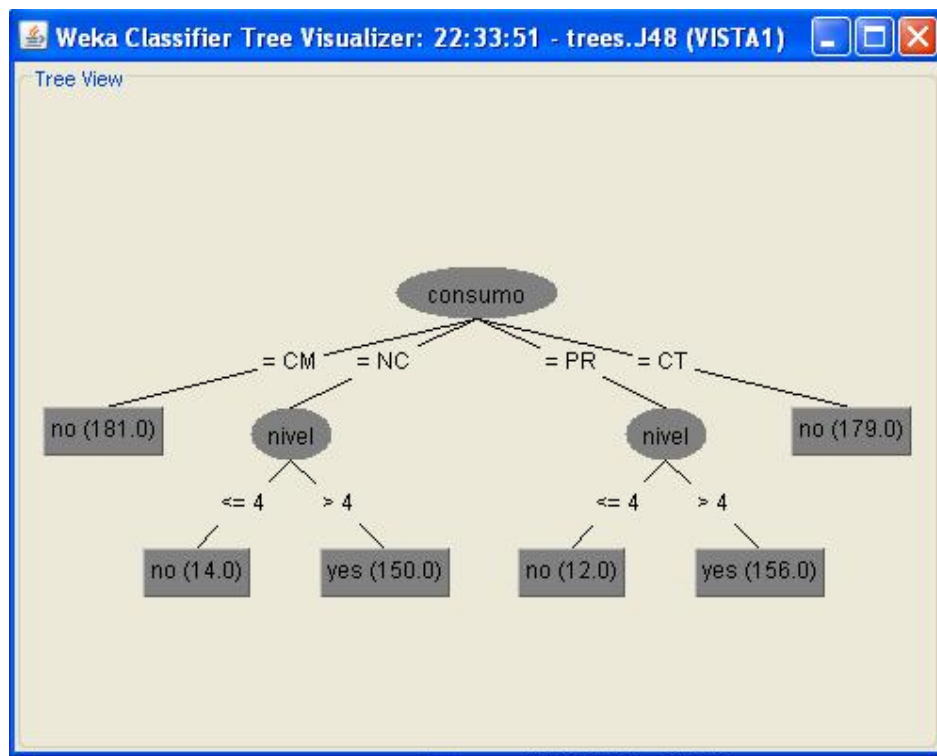 Weka Classifier Tree Visualizer: 22:33:51 - trees.J48 (VISTA1)
Tree View
consumo
= CM = NC = PR = CT
no (181.0) nivel nivel no (179.0)
<= 4 > 4 <= 4 > 4
no (14.0) yes (150.0) no (12.0) yes (156.0)